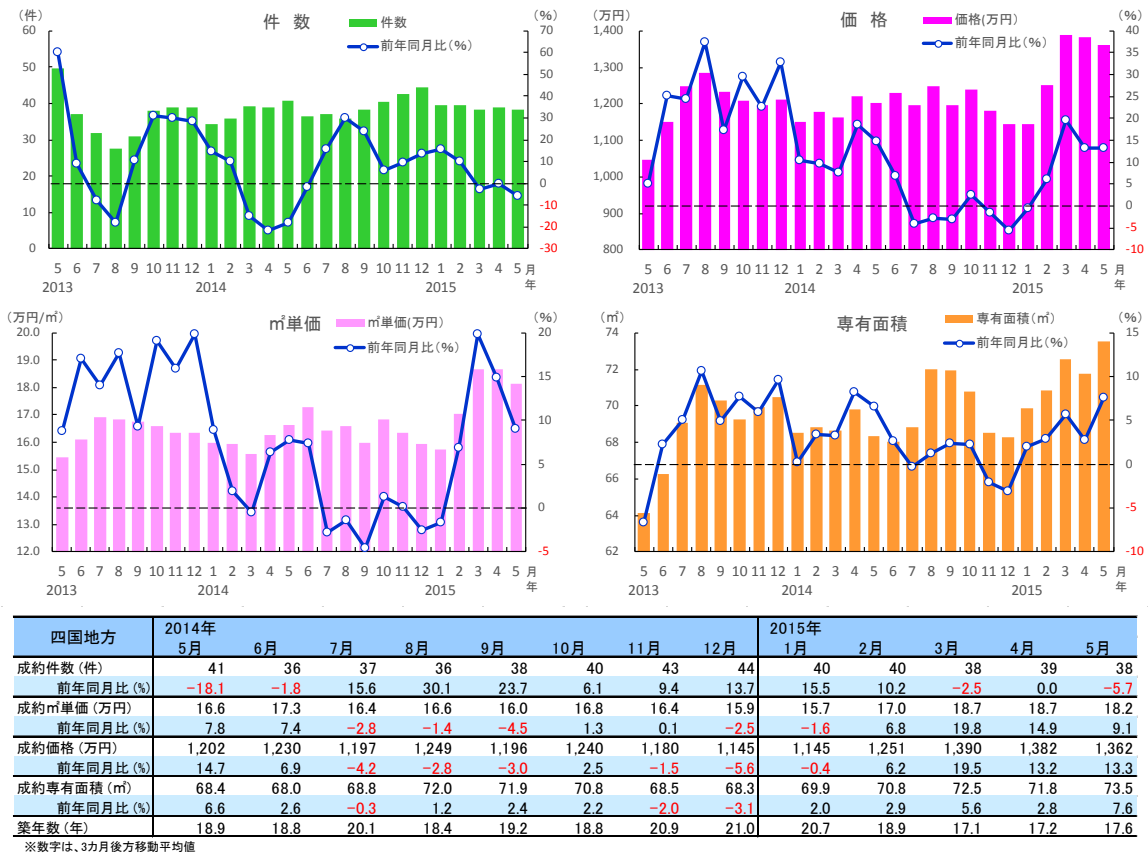 (件)
件 数
件数
前年同月比(%)
(%)
60
50
40
30
20
10
0
70
60
50
40
30
20
10
0
-10
-20
-30
5 6 7 8 9 10 11 12 1 2 3 4 5 6 7 8 9 10 11 12 1 2 3 4 5 月
2013 2014 2015 年
(万円)
価 格
価格(万円)
前年同月比(%)
(%)
1,400
1,300
1,200
1,100
1,000
900
800
40
35
30
25
20
15
10
5
0
-5
-10
5 6 7 8 9 10 11 12 1 2 3 4 5 6 7 8 9 10 11 12 1 2 3 4 5 月
2013 2014 2015 年
(万円/㎡)
㎡単価
㎡単価(万円)
前年同月比(%)
(%)
20.0
19.0
18.0
17.0
16.0
15.0
14.0
13.0
12.0
20
15
10
5
0
-5
5 6 7 8 9 10 11 12 1 2 3 4 5 6 7 8 9 10 11 12 1 2 3 4 5 月
2013 2014 2015 年
(㎡)
専有面積
専有面積(㎡)
前年同月比(%)
(%)
74
72
70
68
66
64
62
15
10
5
0
-5
-10
5 6 7 8 9 10 11 12 1 2 3 4 5 6 7 8 9 10 11 12 1 2 3 4 5 月
2013 2014 2015 年
四国地方 2014年 2015年
5月 6月 7月 8月 9月 10月 11月 12月 1月 2月 3月 4月 5月
成約件数(件) 41 36 37 36 38 40 43 44 40 40 38 39 38
前年同月比(%) -18.1 -1.8 15.6 30.1 23.7 6.1 9.4 13.7 15.5 10.2 -2.5 0.0 -5.7
成約㎡単価(万円) 16.6 17.3 16.4 16.6 16.0 16.8 16.4 15.9 15.7 17.0 18.7 18.7 18.2
前年同月比(%) 7.8 7.4 -2.8 -1.4 -4.5 1.3 0.1 -2.5 -1.6 6.8 19.8 14.9 9.1
成約価格(万円) 1,202 1,230 1,197 1,249 1,196 1,240 1,180 1,145 1,145 1,251 1,390 1,382 1,362
前年同月比(%) 14.7 6.9 -4.2 -2.8 -3.0 2.5 -1.5 -5.6 -0.4 6.2 19.5 13.2 13.3
成約専有面積(㎡) 68.4 68.0 68.8 72.0 71.9 70.8 68.5 68.3 69.9 70.8 72.5 71.8 73.5
前年同月比(%) 6.6 2.6 -0.3 1.2 2.4 2.2 -2.0 -3.1 2.0 2.9 5.6 2.8 7.6
築年数(年) 18.9 18.8 20.1 18.4 19.2 18.8 20.9 21.0 20.7 18.9 17.1 17.2 17.6
※数字は、3カ月後方移動平均値